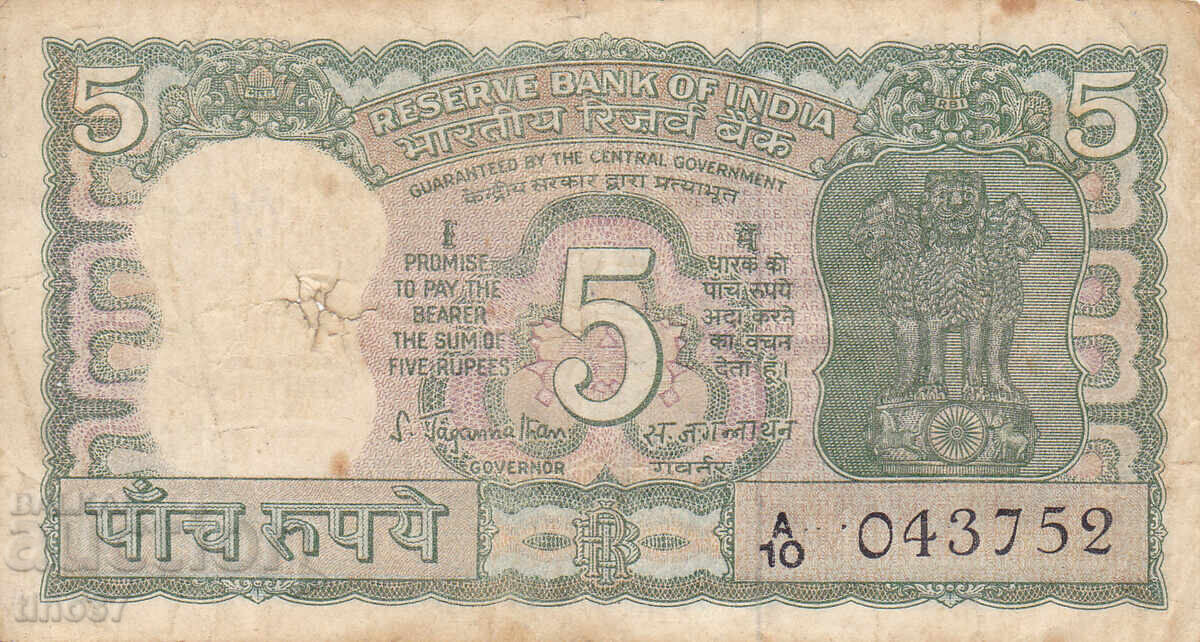 5
5
RBI
RESERVE BANK OF INDIA
भारतीय रिज़र्व बैंक
GUARANTEED BY THE CENTRAL GOVERNMENT
केन्द्रीय सरकार द्वारा प्रत्याभूत
I
PROMISE
TO PAY THE
BEARER
THE SUM OF
FIVE RUPEES
5
मैं
धारक को
पाँच रुपये
अदा करने
का वचन
देता हूँ।
S. Jagannathan
स. जगन्नाथन
GOVERNOR
गवर्नर
पाँच रुपये
A/10 043752
tino37